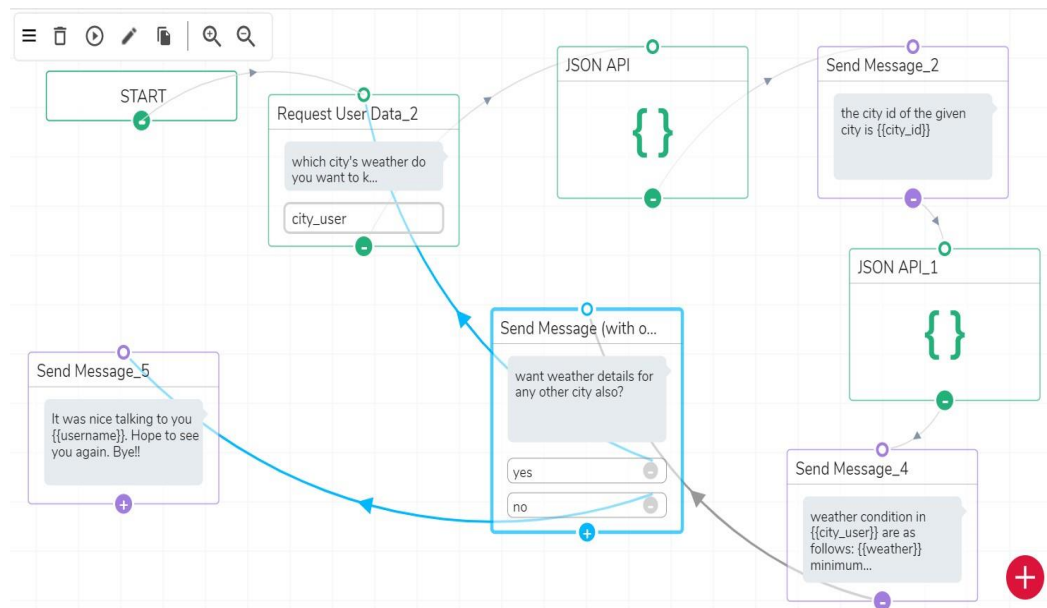 START
Request User Data_2
which city's weather do
you want to k...
city_user
JSON API
{}
Send Message_2
the city id of the given
city is {{city_id}}
JSON API_1
{}
Send Message (with o...
want weather details for
any other city also?
yes
no
Send Message_5
It was nice talking to you
{{username}}. Hope to see
you again. Bye!!
Send Message_4
weather condition in
{{city_user}} are as
follows: {{weather}}
minimum...